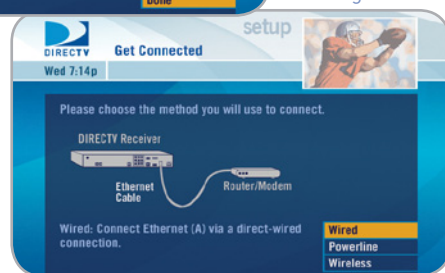 Done
setup
DIRECTV
Get Connected
Wed 7:14p
Please choose the method you will use to connect.
DIRECTV Receiver
Ethernet
Cable
Router/Modem
Wired: Connect Ethernet (A) via a direct-wired
connection.
Wired
Powerline
Wireless